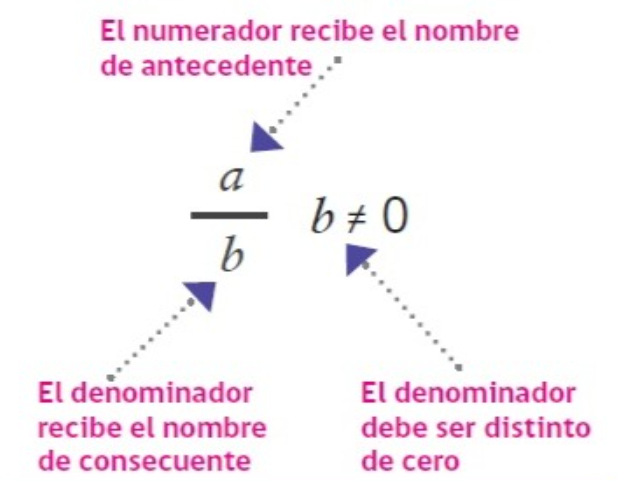 El numerador recibe el nombre
de antecedente
a
b
b ≠ 0
El denominador
recibe el nombre
de consecuente
El denominador
debe ser distinto
de cero